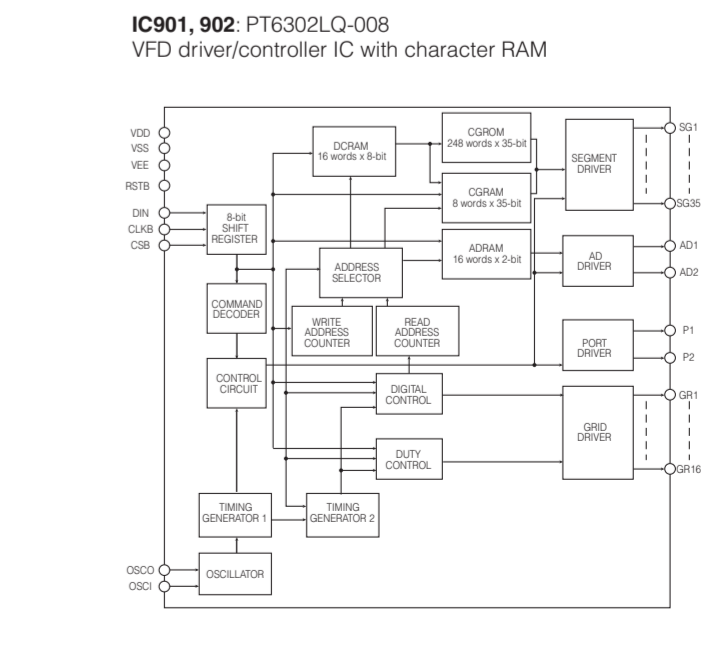 IC901, 902: PT6302LQ-008
VFD driver/controller IC with character RAM
VDD
VSS
VEE
RSTB
DIN
CLKB
CSB
OSCO
OSCI
8-bit
SHIFT
REGISTER
COMMAND
DECODER
CONTROL
CIRCUIT
TIMING
GENERATOR 1
OSCILLATOR
DCRAM
16 words x 8-bit
ADDRESS
SELECTOR
WRITE
ADDRESS
COUNTER
READ
ADDRESS
COUNTER
DIGITAL
CONTROL
DUTY
CONTROL
TIMING
GENERATOR 2
CGROM
248 words x 35-bit
CGRAM
8 words x 35-bit
ADRAM
16 words x 2-bit
SEGMENT
DRIVER
AD
DRIVER
PORT
DRIVER
GRID
DRIVER
SG1
SG35
AD1
AD2
P1
P2
GR1
GR16